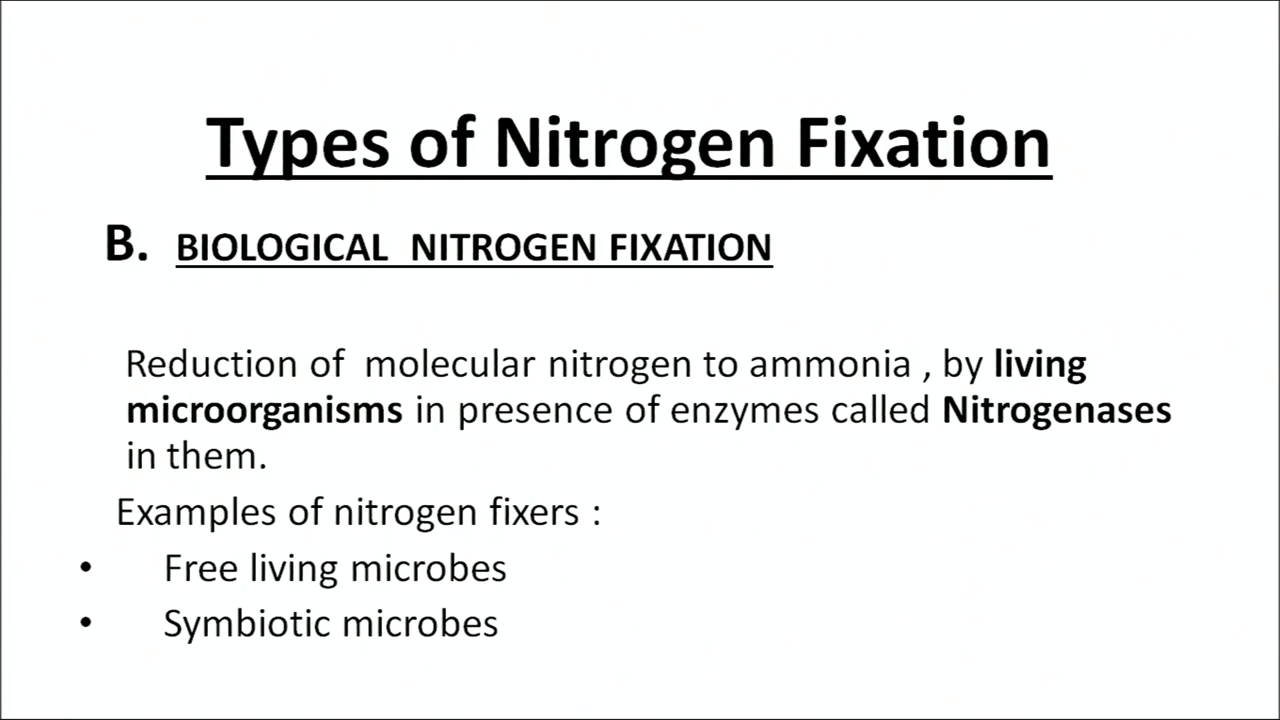 Types of Nitrogen Fixation
B. BIOLOGICAL NITROGEN FIXATION
Reduction of molecular nitrogen to ammonia , by living
microorganisms in presence of enzymes called Nitrogenases
in them.
Examples of nitrogen fixers :
• Free living microbes
• Symbiotic microbes